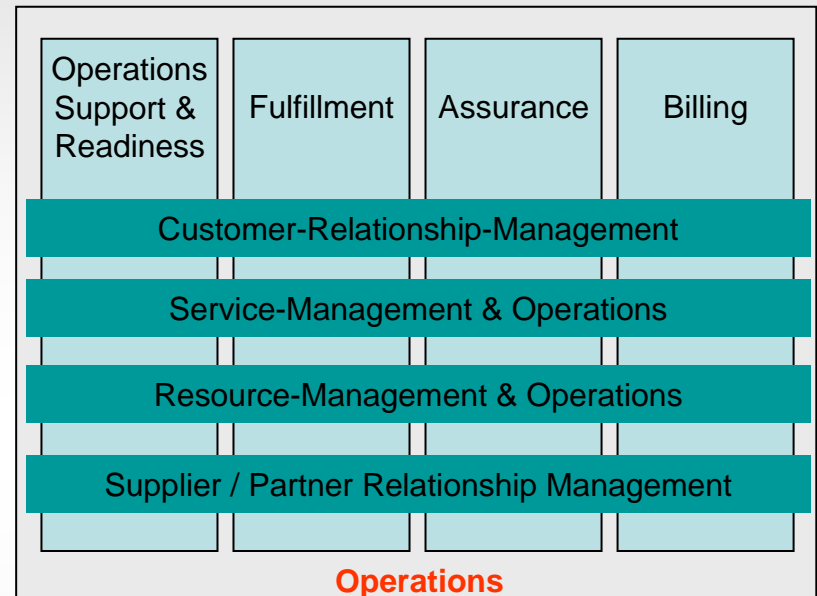 Operations
Support &
Readiness
Fulfillment
Assurance
Billing
Customer-Relationship-Management
Service-Management & Operations
Resource-Management & Operations
Supplier / Partner Relationship Management
Operations